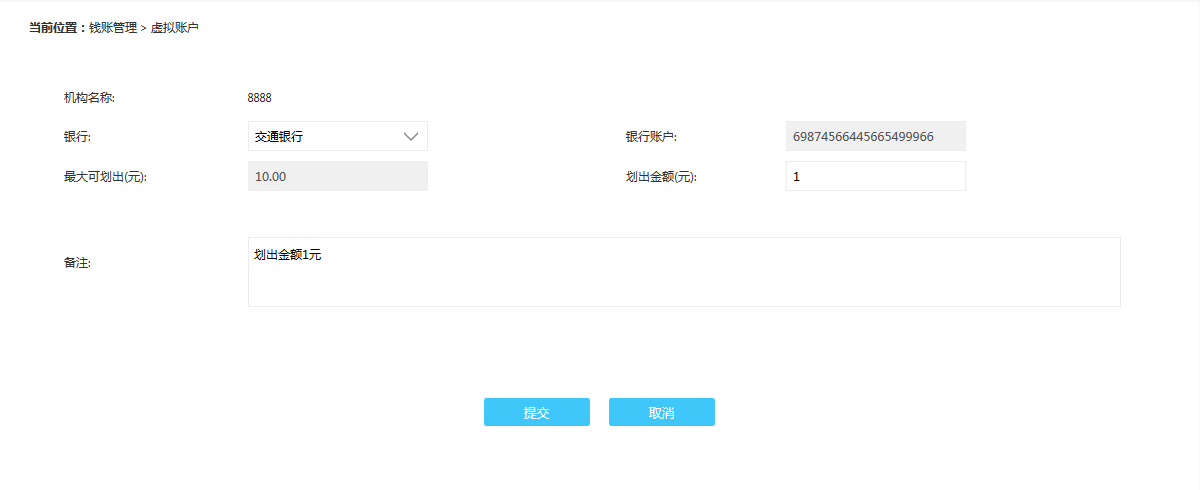 当前位置：钱账管理 > 虚拟账户
机构名称: 8888
银行: 交通银行 银行账户: 69874566445665499966
最大可划出(元): 10.00 划出金额(元): 1
备注: 划出金额1元
提交 取消